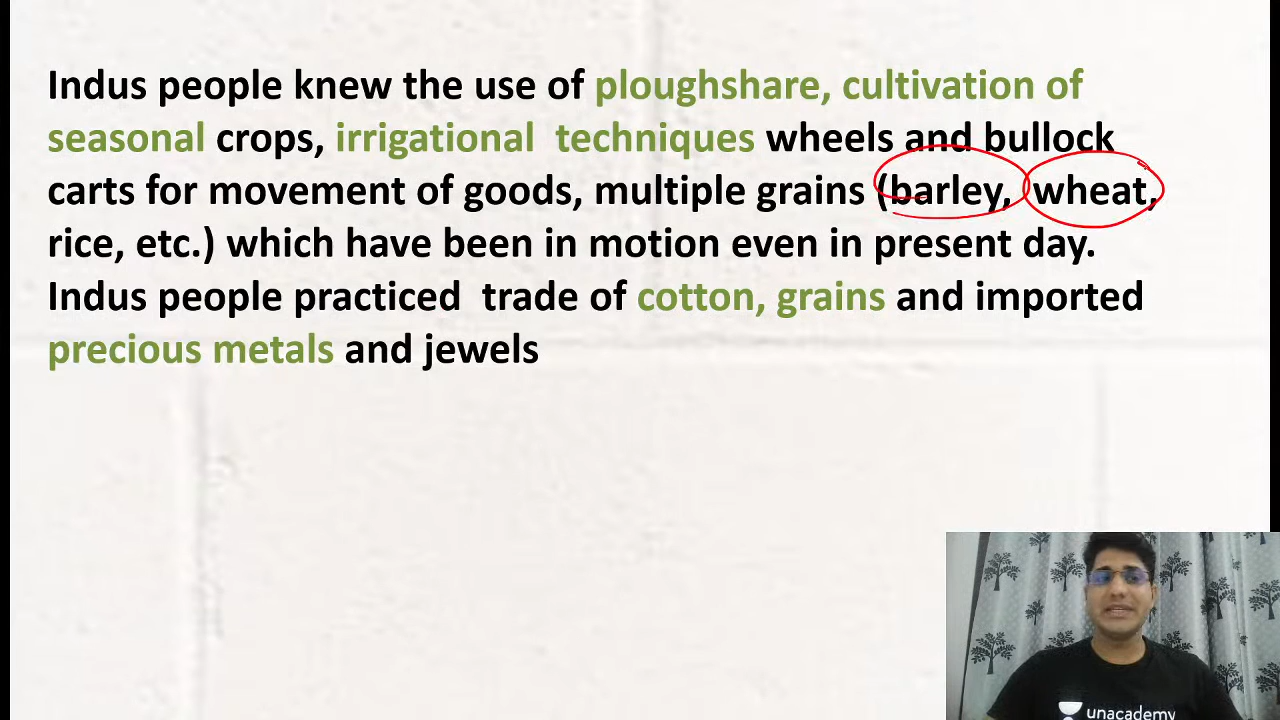 Indus people knew the use of ploughshare, cultivation of
seasonal crops, irrigational techniques wheels and bullock
carts for movement of goods, multiple grains (barley, wheat,
rice, etc.) which have been in motion even in present day.
Indus people practiced trade of cotton, grains and imported
precious metals and jewels
unacademy